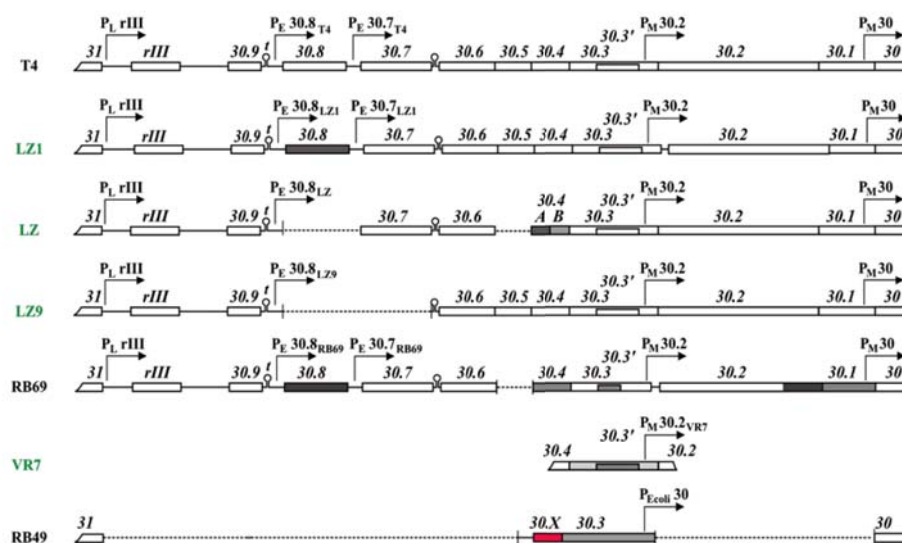 P_L rIII P_E 30.8_T4 P_E 30.7_T4 30.3' P_M 30.2 P_M 30
31 rIII 30.9 t 30.8 30.7 30.6 30.5 30.4 30.3 30.2 30.1 30
T4
P_L rIII P_E 30.8_LZ1 P_E 30.7_LZ1 30.3' P_M 30.2 P_M 30
31 rIII 30.9 t 30.8 30.7 30.6 30.5 30.4 30.3 30.2 30.1 30
LZ1
P_L rIII P_E 30.8_LZ 30.4 30.3' P_M 30.2 P_M 30
31 rIII 30.9 t 30.7 30.6 A B 30.3 30.2 30.1 30
LZ
P_L rIII P_E 30.8_LZ9 30.3' P_M 30.2 P_M 30
31 rIII 30.9 t 30.6 30.5 30.4 30.3 30.2 30.1 30
LZ9
P_L rIII P_E 30.8_RB69 P_E 30.7_RB69 30.3' P_M 30.2 P_M 30
31 rIII 30.9 t 30.8 30.7 30.6 30.4 30.3 30.2 30.1 30
RB69
30.3' P_M 30.2_VR7
30.4 30.2
VR7
P_Ecoli 30
31 30.X 30.3 30
RB49